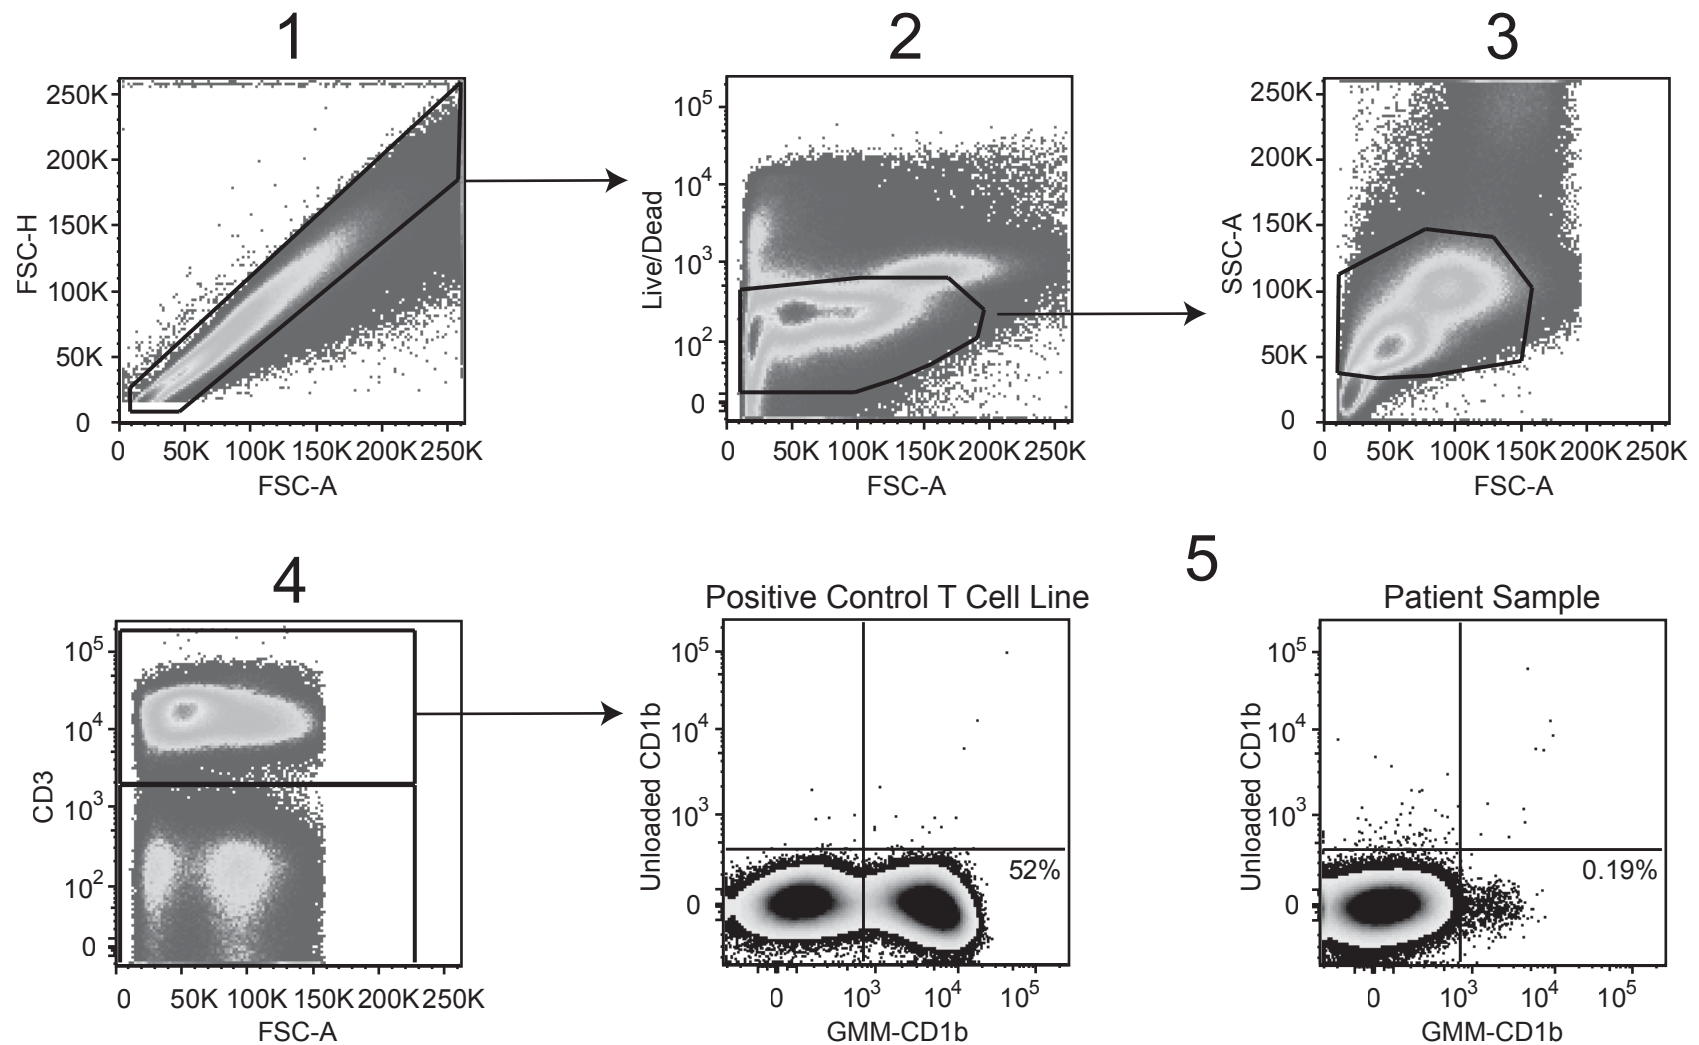 1
2
3
FSC-H
250K
200K
150K
100K
50K
0
0 50K 100K 150K 200K 250K
FSC-A
Live/Dead
10^5
10^4
10^3
10^2
0
0 50K 100K 150K 200K 250K
FSC-A
SSC-A
250K
200K
150K
100K
50K
0
0 50K 100K 150K 200K 250K
FSC-A
4
5
CD3
10^5
10^4
10^3
10^2
0
0 50K 100K 150K 200K 250K
FSC-A
Positive Control T Cell Line
Unloaded CD1b
10^5
10^4
10^3
0
52%
0 10^3 10^4 10^5
GMM-CD1b
Patient Sample
Unloaded CD1b
10^5
10^4
10^3
0
0.19%
0 10^3 10^4 10^5
GMM-CD1b